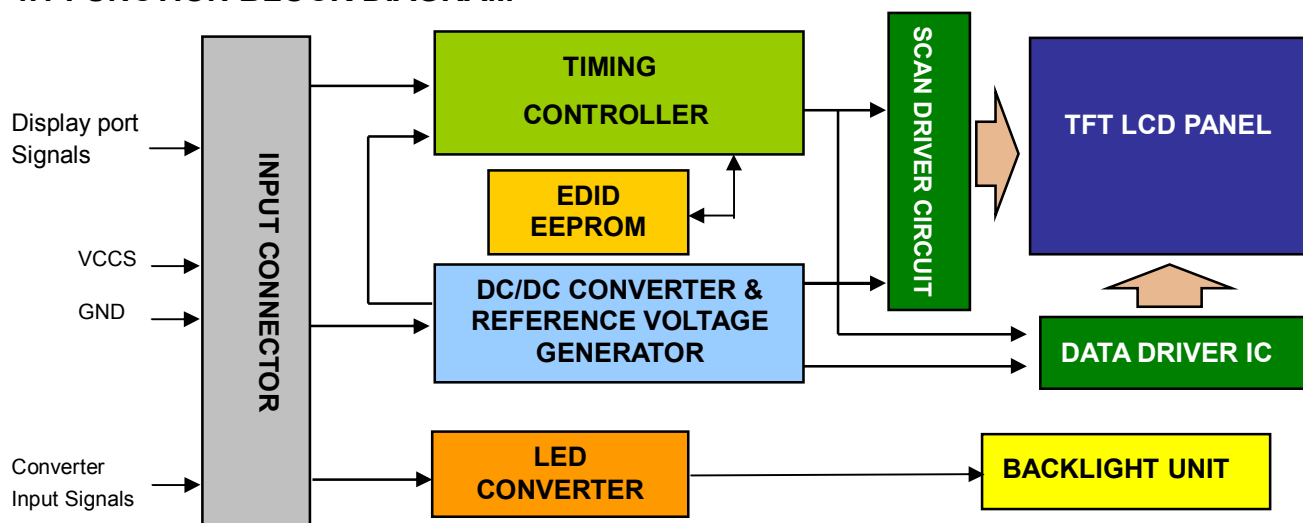 Display port
Signals
VCCS
GND
Converter
Input Signals
INPUT CONNECTOR
TIMING
CONTROLLER
EDID
EEPROM
DC/DC CONVERTER &
REFERENCE VOLTAGE
GENERATOR
LED
CONVERTER
SCAN DRIVER CIRCUIT
TFT LCD PANEL
DATA DRIVER IC
BACKLIGHT UNIT